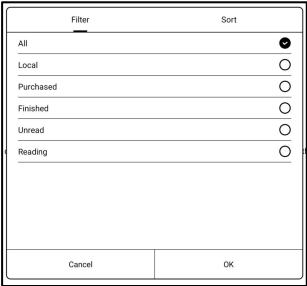 Filter
Sort
All
Local
Purchased
Finished
Unread
Reading
Cancel
OK